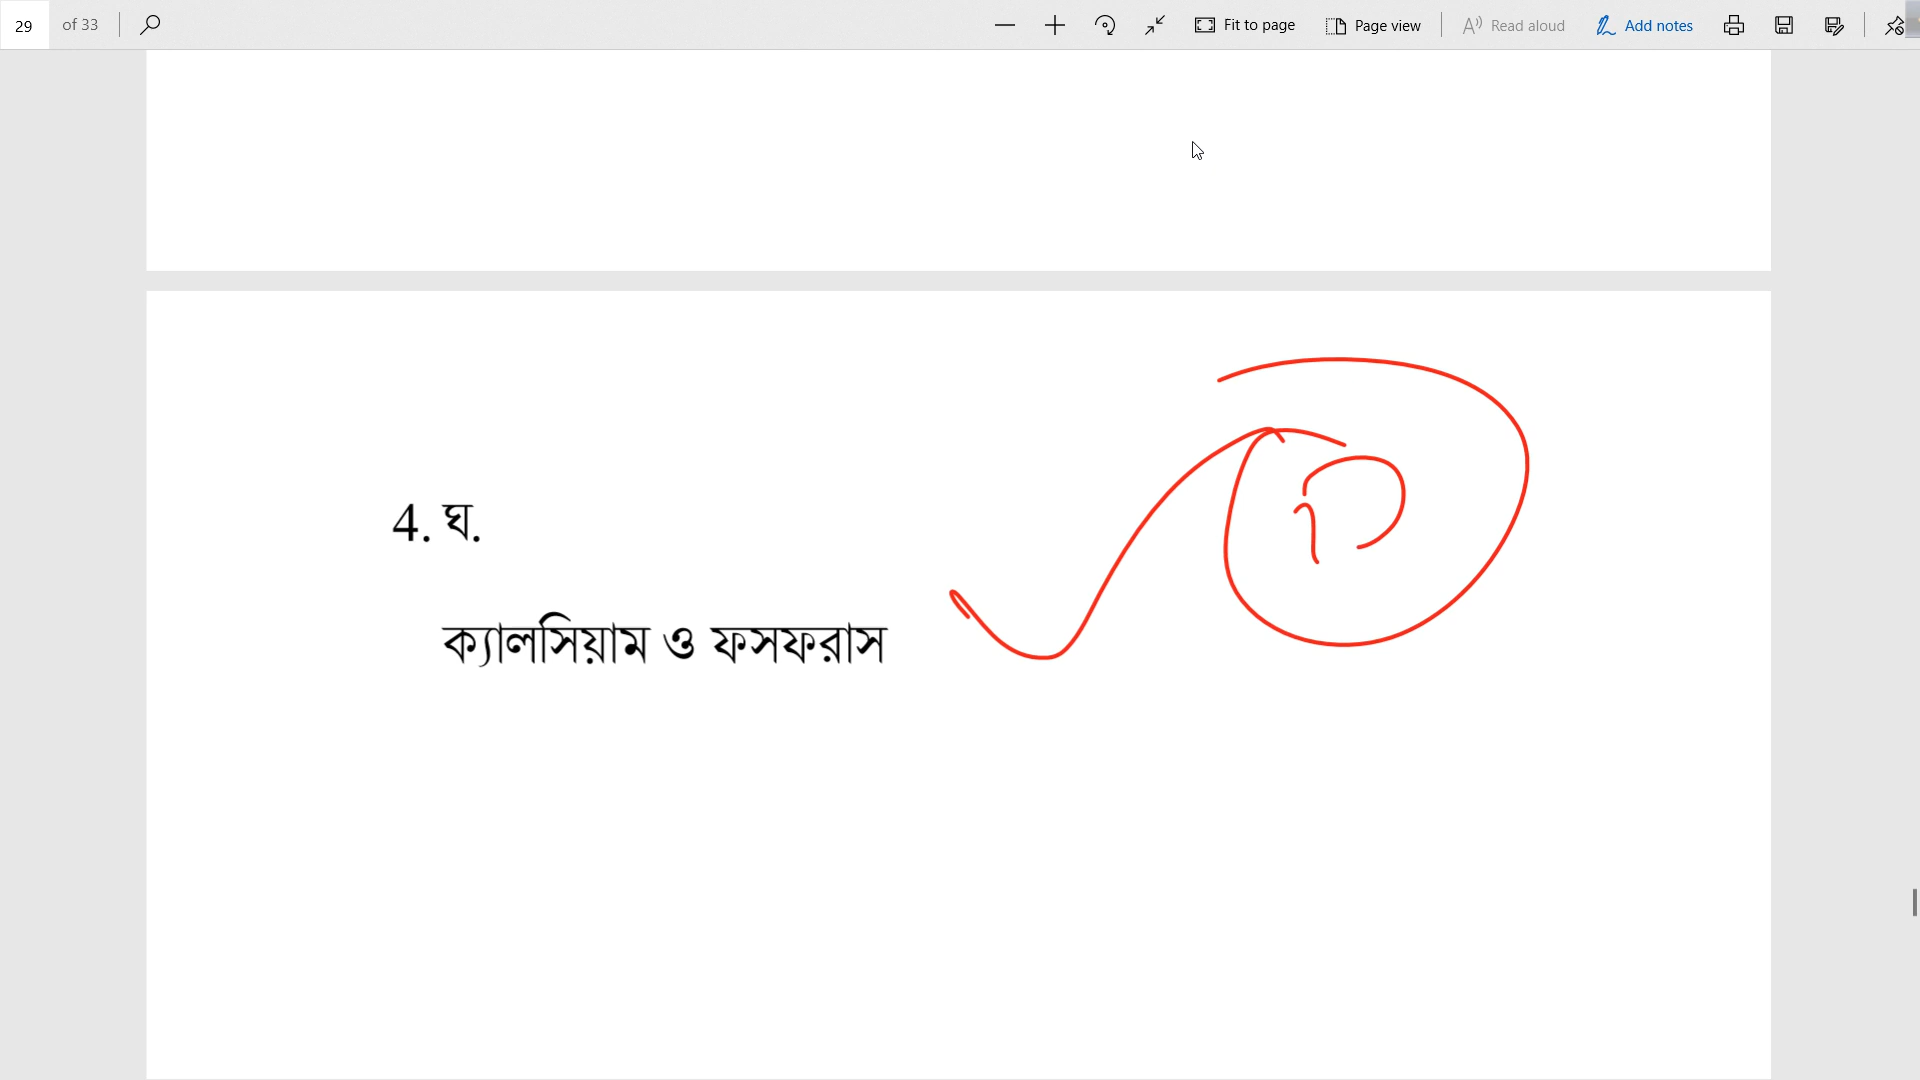 29 of 33 Fit to page Page view Read aloud Add notes
4. ঘ.
ক্যালসিয়াম ও ফসফরাস